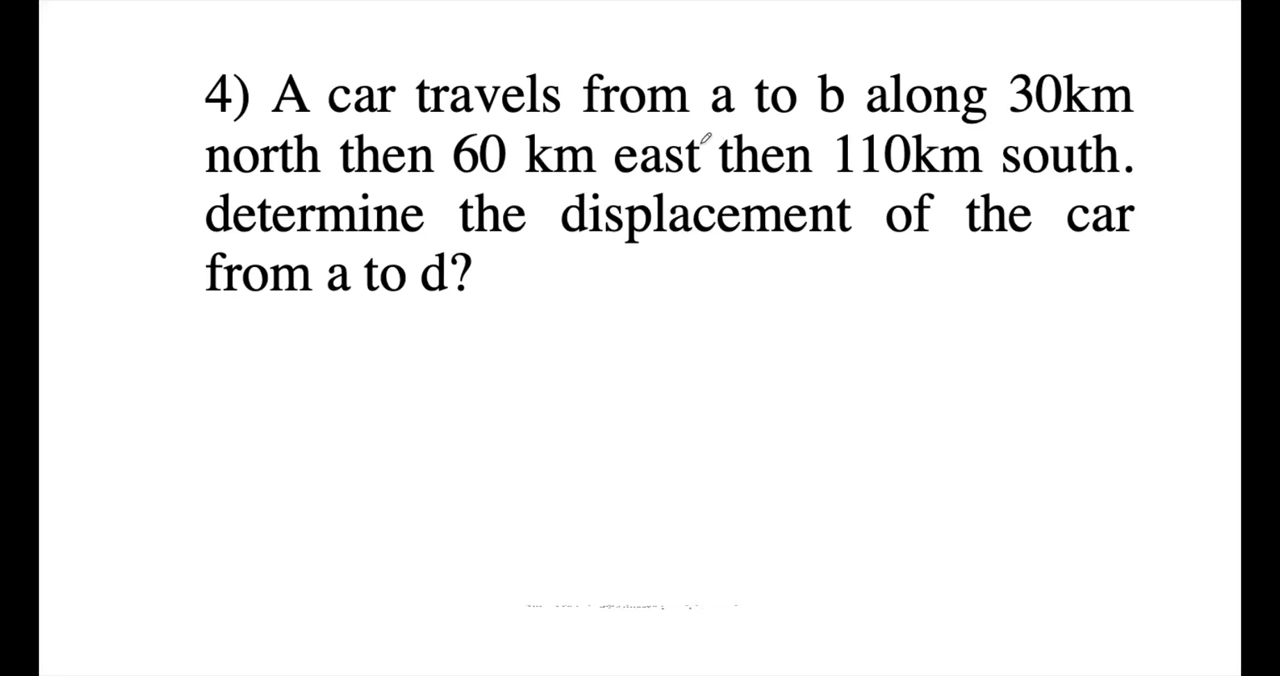 4) A car travels from a to b along 30km
north then 60 km east then 110km south.
determine the displacement of the car
from a to d?